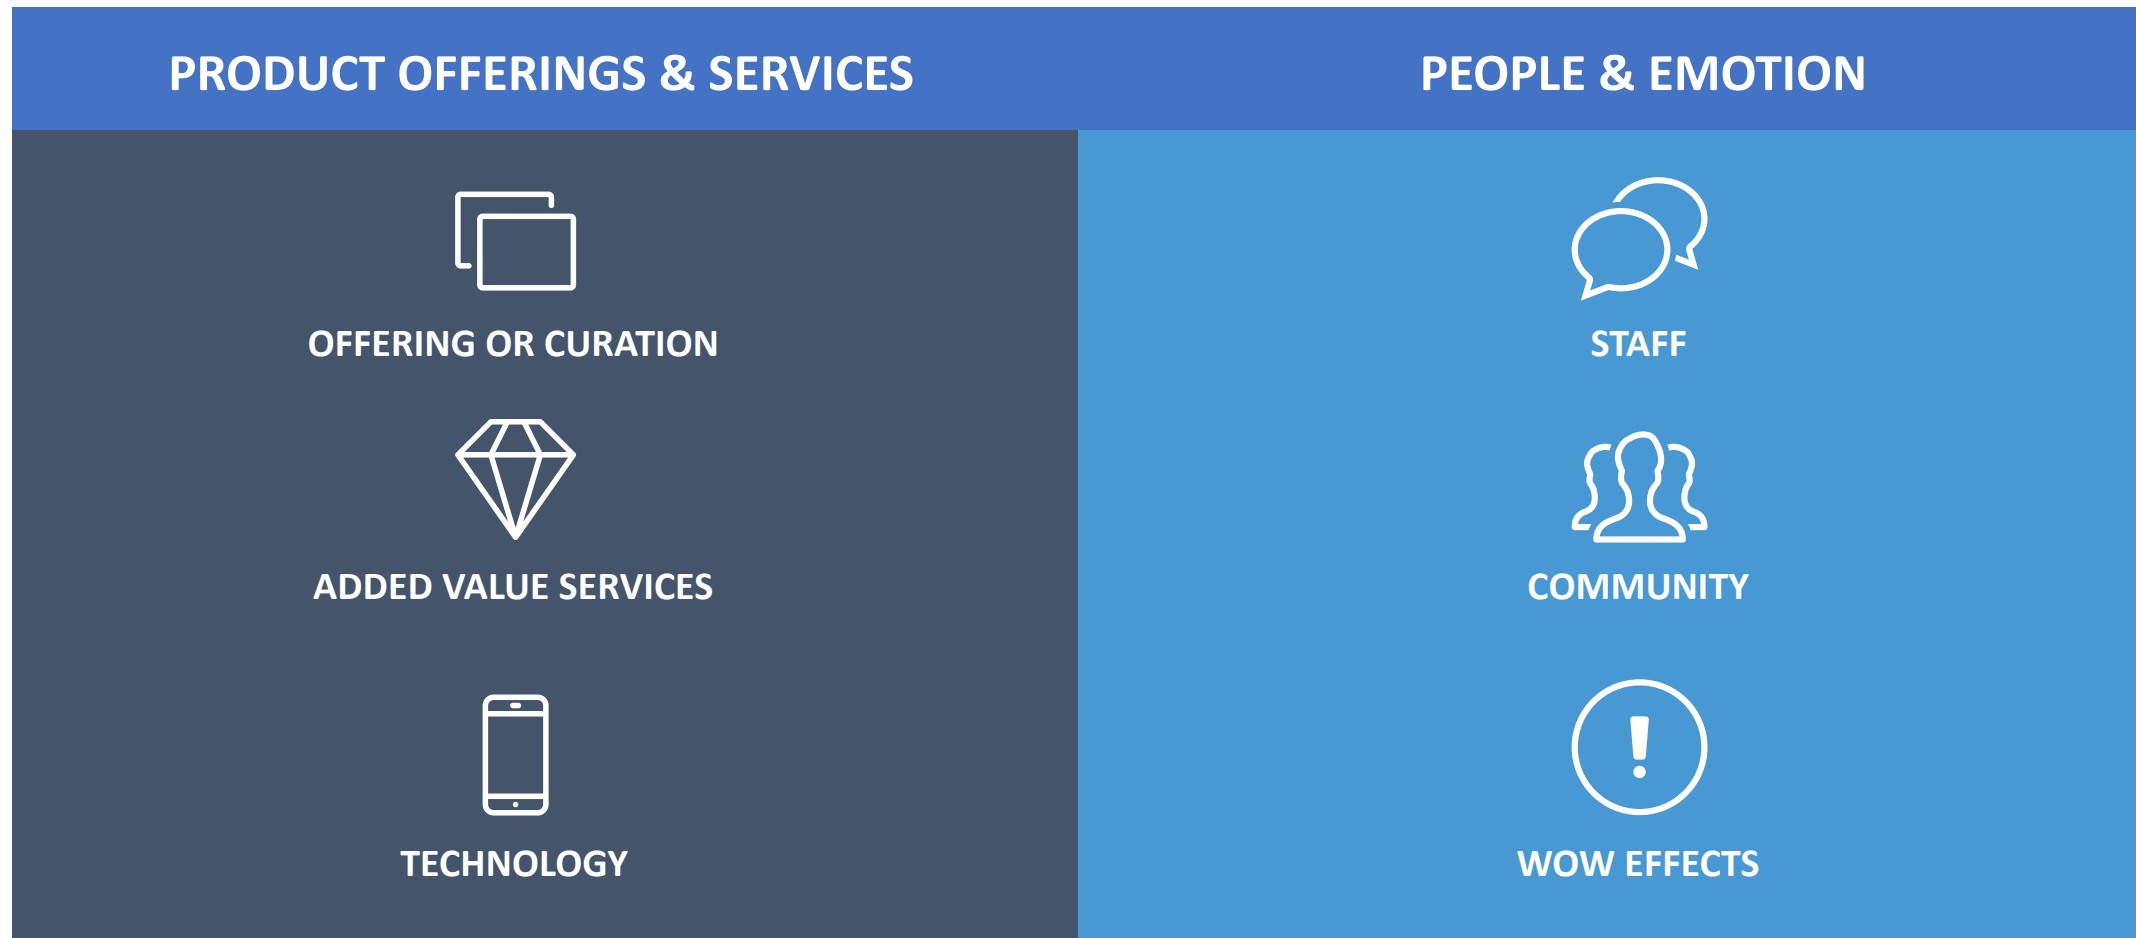 PRODUCT OFFERINGS & SERVICES
PEOPLE & EMOTION
OFFERING OR CURATION
STAFF
ADDED VALUE SERVICES
COMMUNITY
TECHNOLOGY
WOW EFFECTS